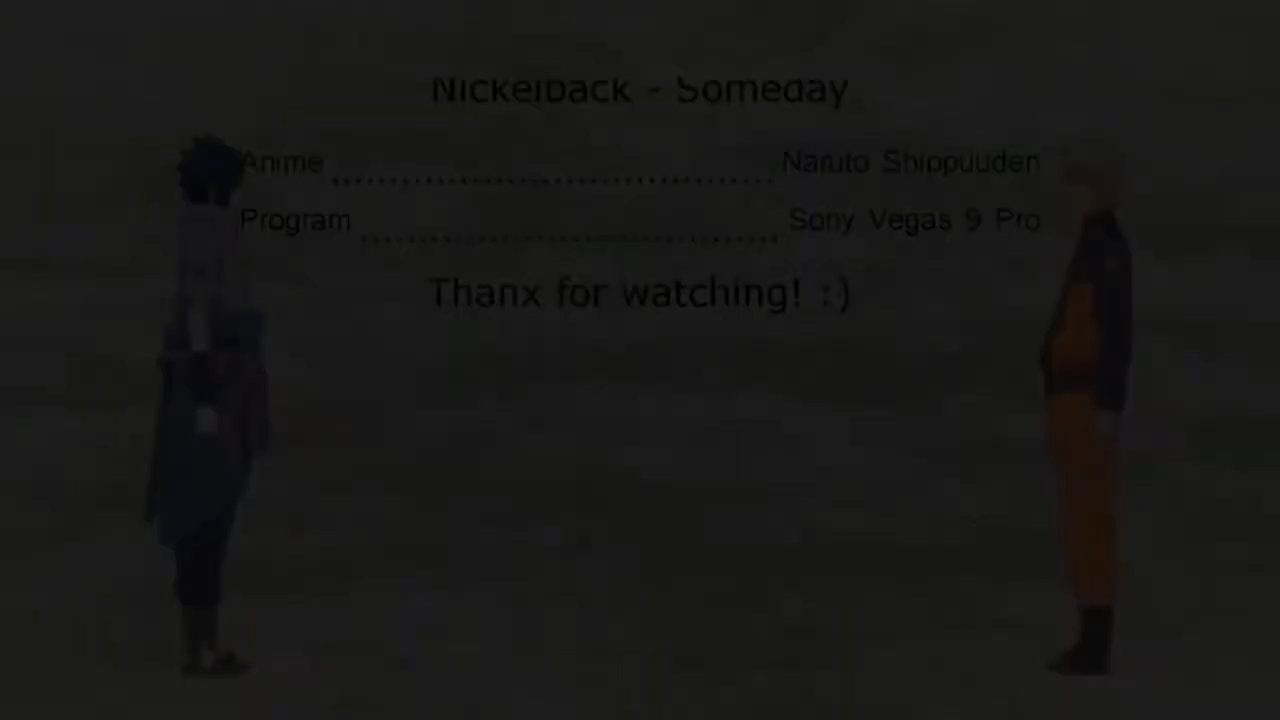 Nickelback - Someday
Anime ........................................ Naruto Shippuuden
Program ........................................ Sony Vegas 9 Pro
Thanx for watching! :)